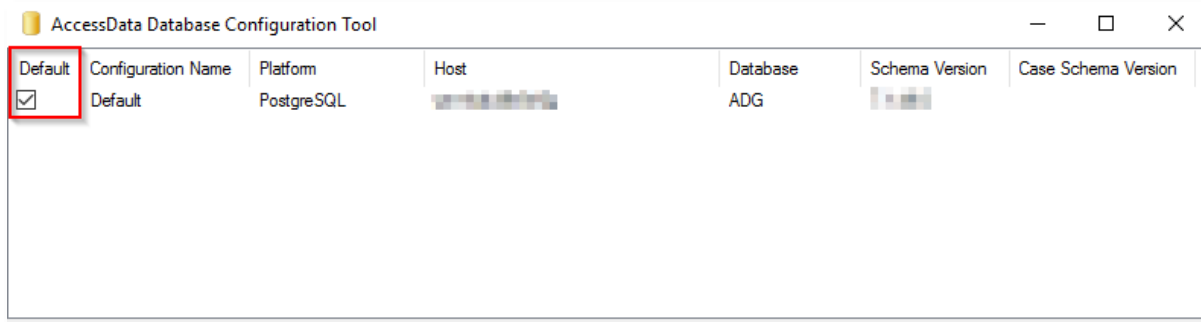 AccessData Database Configuration Tool
Default Configuration Name Platform Host Database Schema Version Case Schema Version
Default PostgreSQL ADG